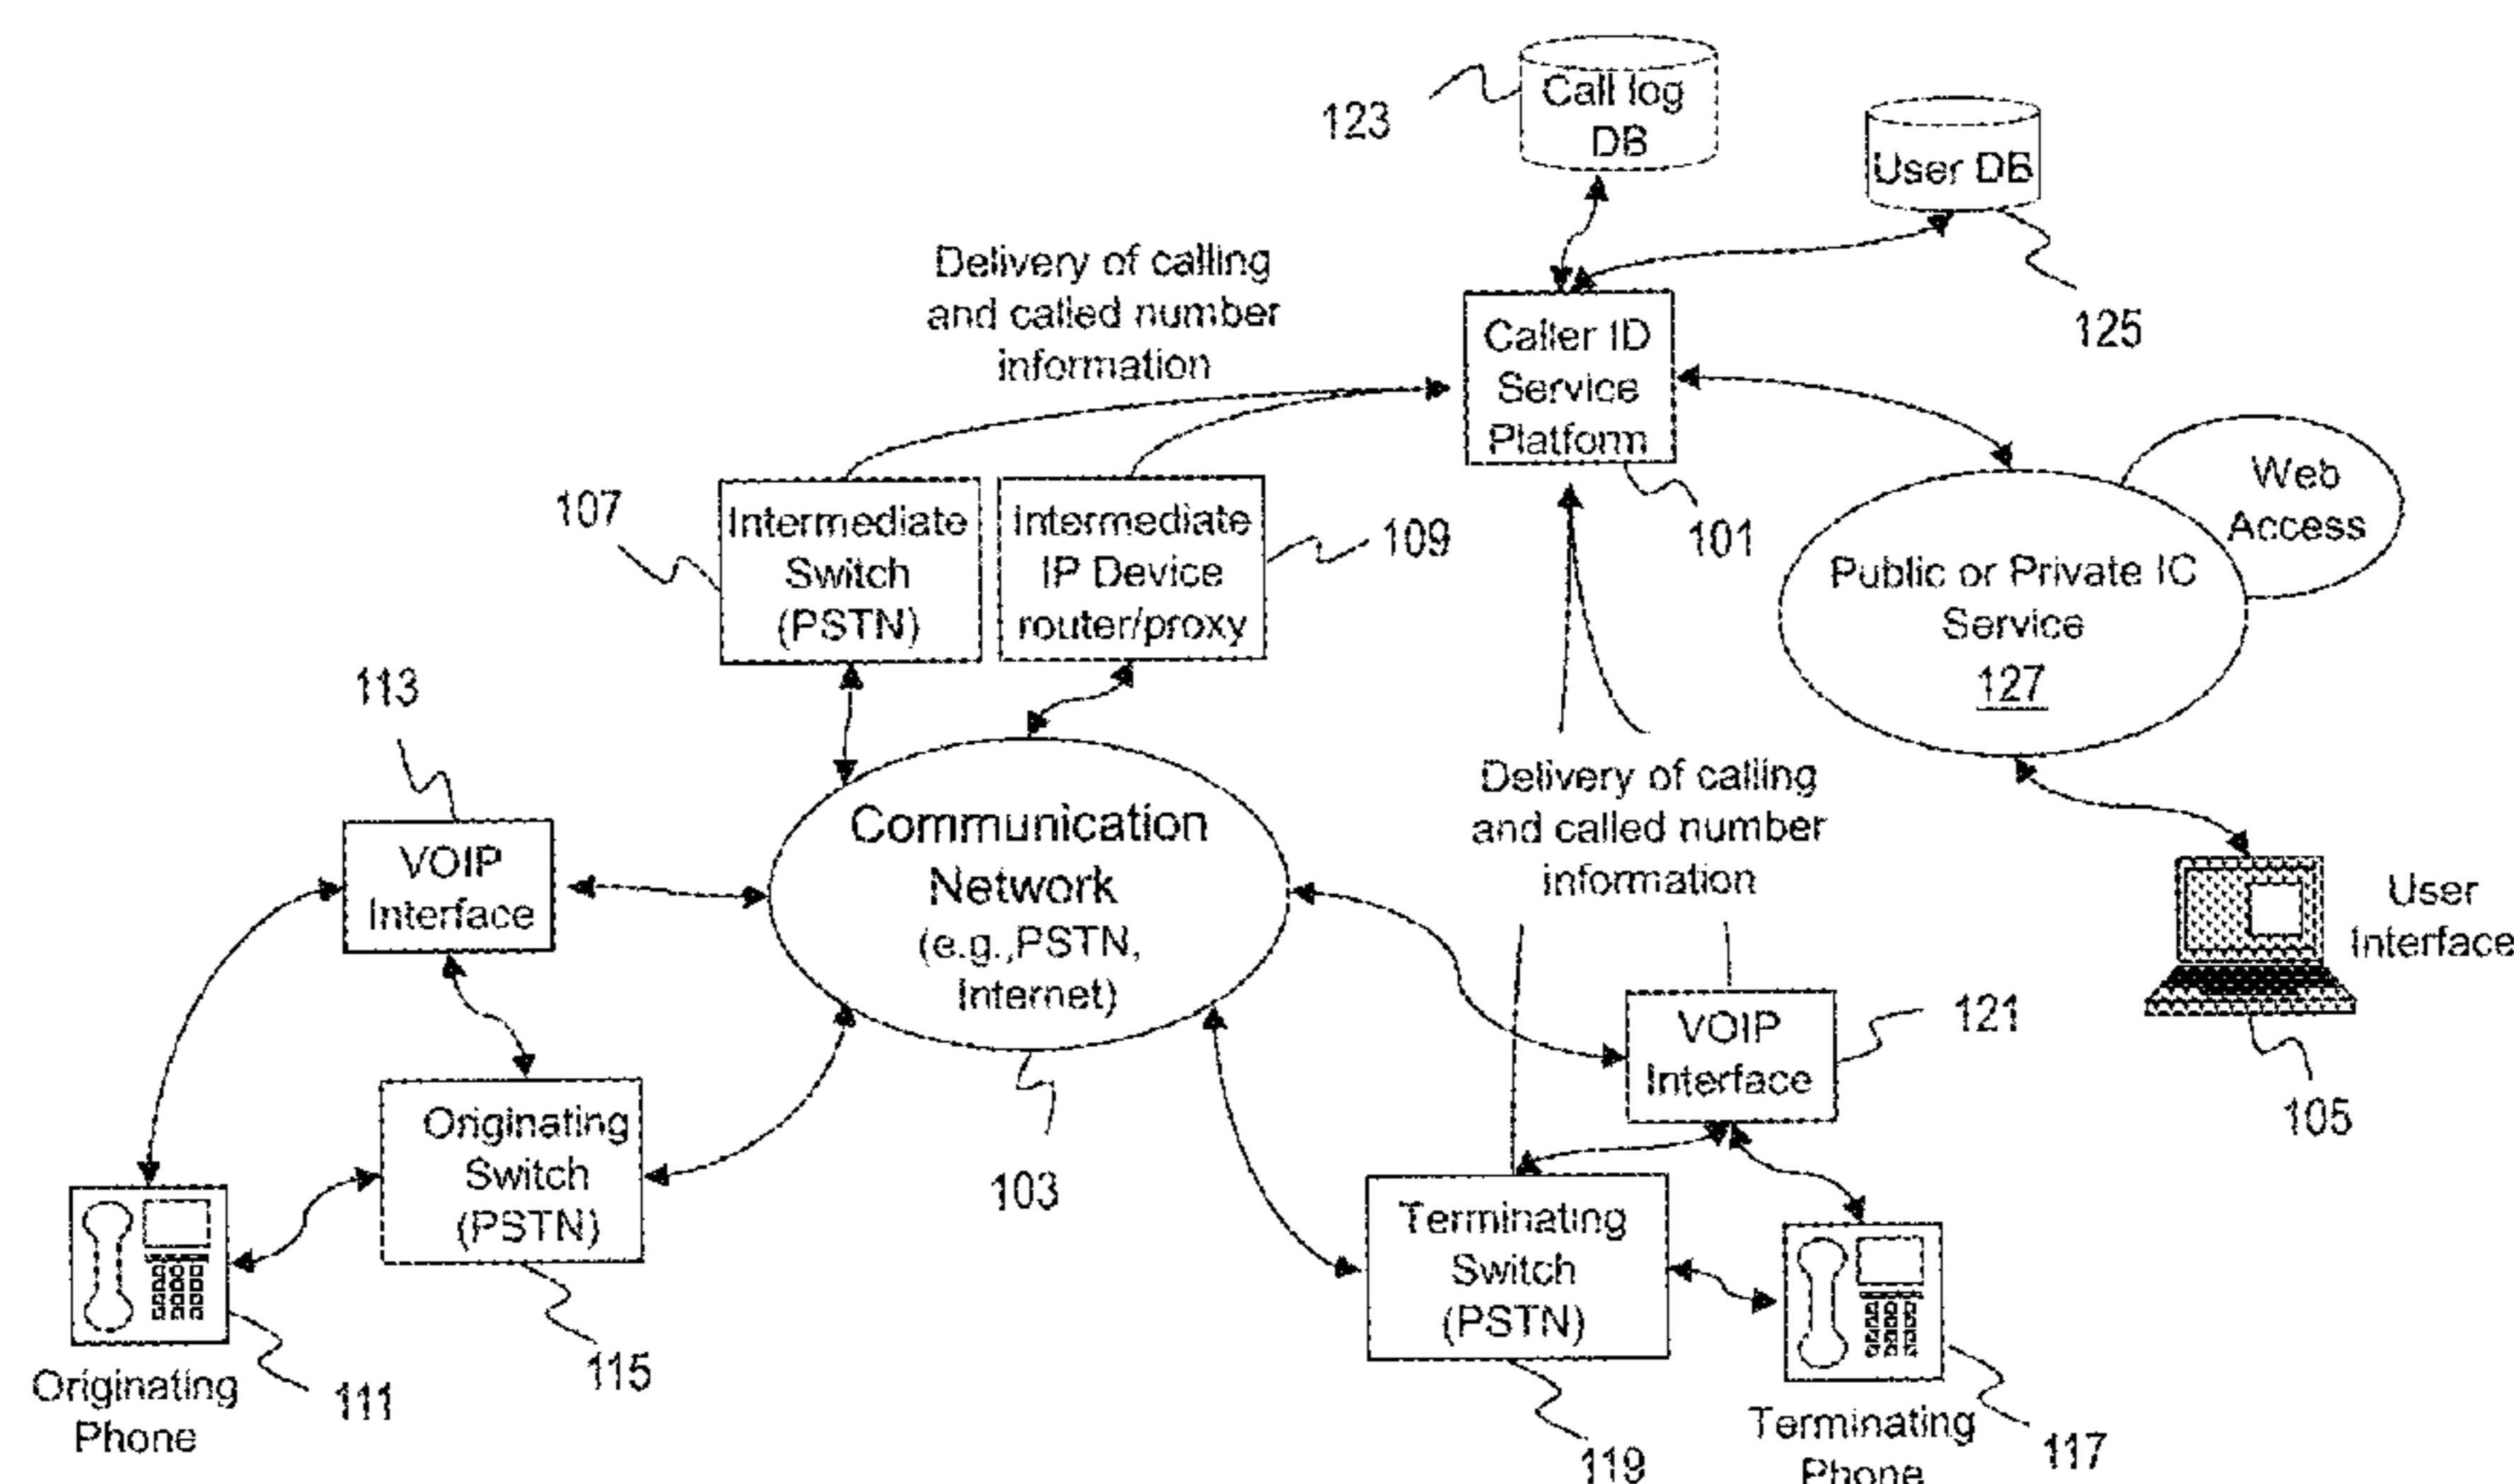 123
Call log
DB
User DB
125
Delivery of calling
and called number
information
Caller ID
Service
Platform
101
Web
Access
Public or Private IC
Service
127
107
Intermediate
Switch
(PSTN)
Intermediate
IP Device
router/proxy
109
113
VOIP
Interface
Communication
Network
(e.g.,PSTN,
Internet)
103
Delivery of calling
and called number
information
User
Interface
105
VOIP
Interface
121
Originating
Switch
(PSTN)
115
Originating
Phone
111
Terminating
Switch
(PSTN)
119
Terminating
Phone
117